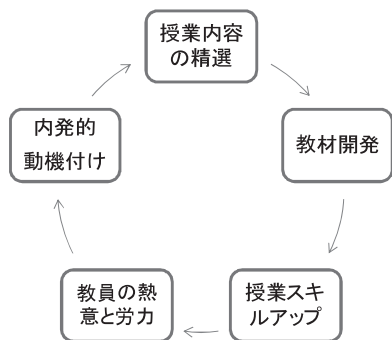 授業内容
の精選
教材開発
授業スキ
ルアップ
教員の熱
意と労力
内発的
動機付け